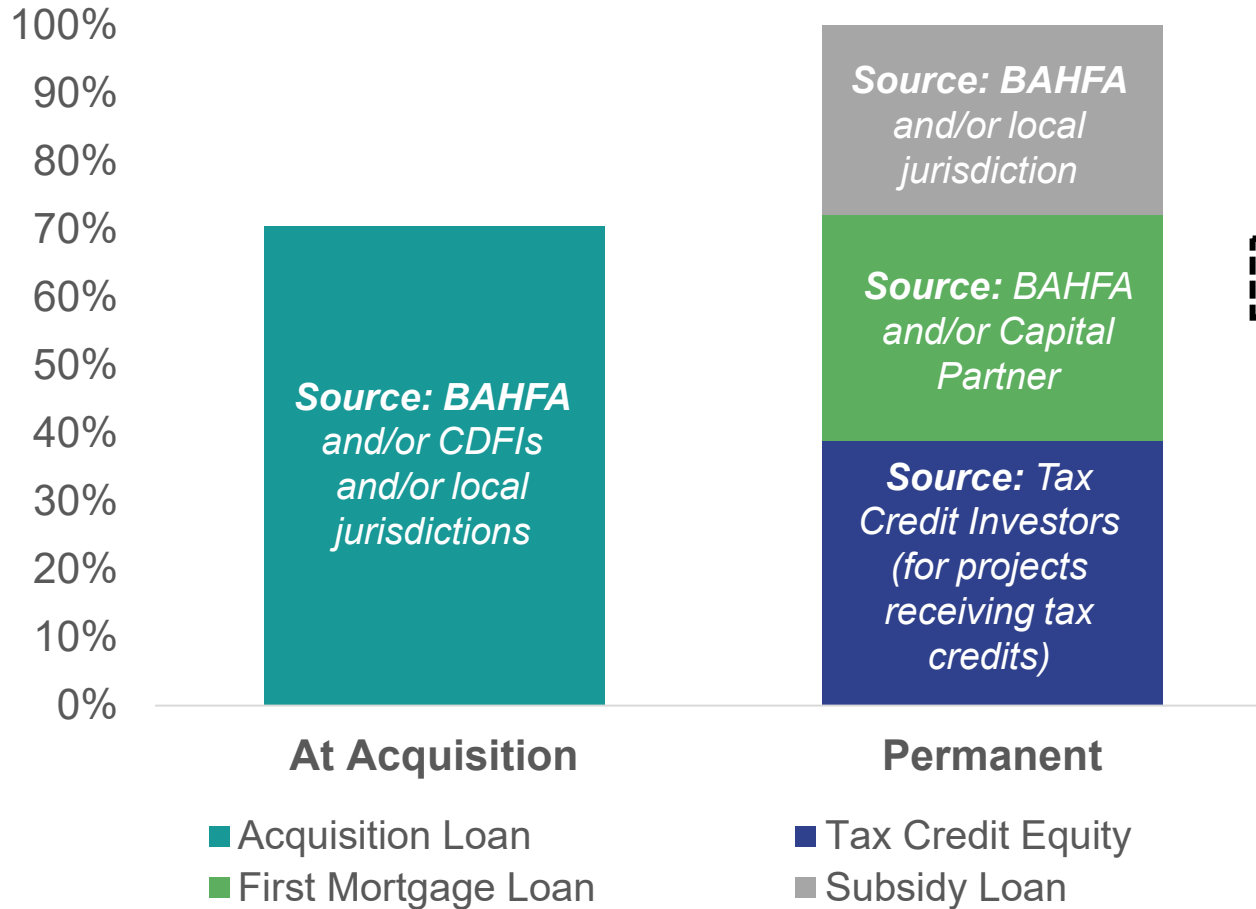 100%
90%
80%
70%
60%
50%
40%
30%
20%
10%
0%
Source: BAHFA
and/or CDFIs
and/or local
jurisdictions
Source: BAHFA
and/or local
jurisdiction
Source: BAHFA
and/or Capital
Partner
Source: Tax
Credit Investors
(for projects
receiving tax
credits)
At Acquisition
Permanent
Acquisition Loan
Tax Credit Equity
First Mortgage Loan
Subsidy Loan